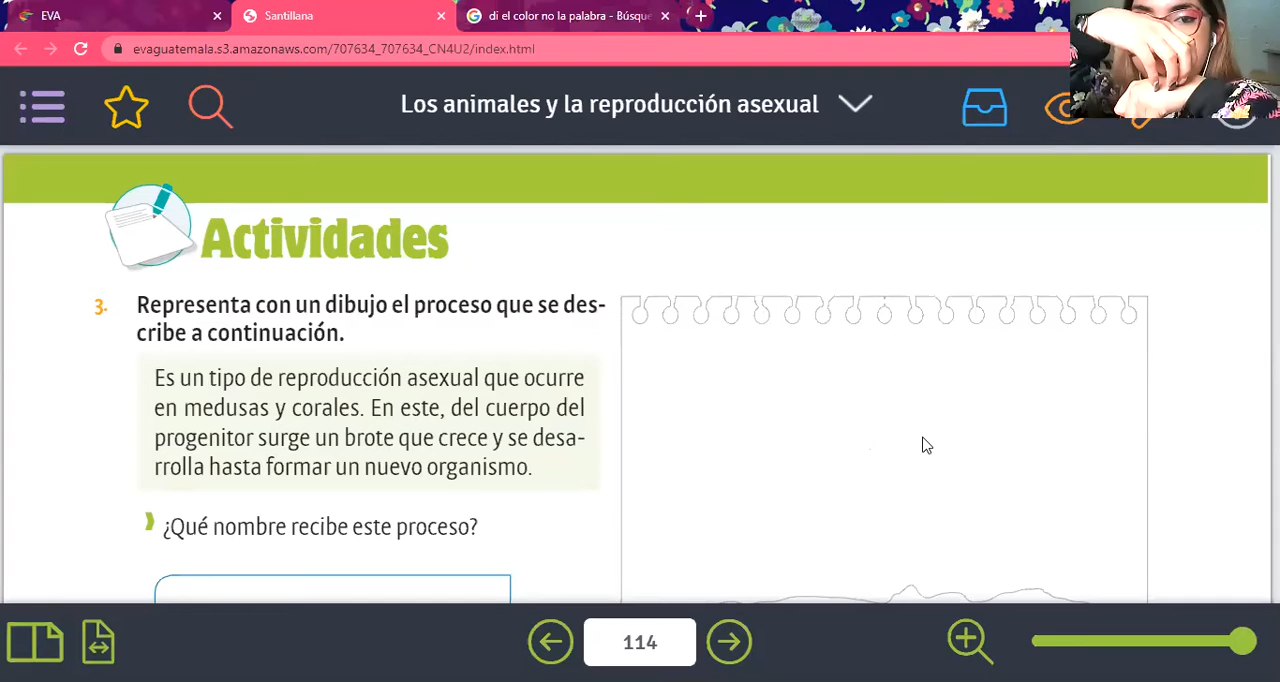 EVA
Santillana
di el color no la palabra - Búsque
evaguatemala.s3.amazonaws.com/707634_707634_CN4U2/index.html
Los animales y la reproducción asexual
Actividades
3. Representa con un dibujo el proceso que se des-
cribe a continuación.
Es un tipo de reproducción asexual que ocurre
en medusas y corales. En este, del cuerpo del
progenitor surge un brote que crece y se desa-
rrolla hasta formar un nuevo organismo.
¿Qué nombre recibe este proceso?
114